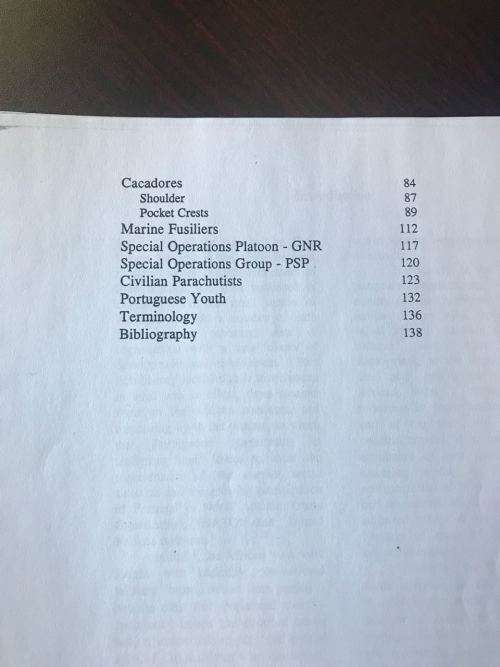 Cacadores 84
Shoulder 87
Pocket Crests 89
Marine Fusiliers 112
Special Operations Platoon - GNR 117
Special Operations Group - PSP 120
Civilian Parachutists 123
Portuguese Youth 132
Terminology 136
Bibliography 138